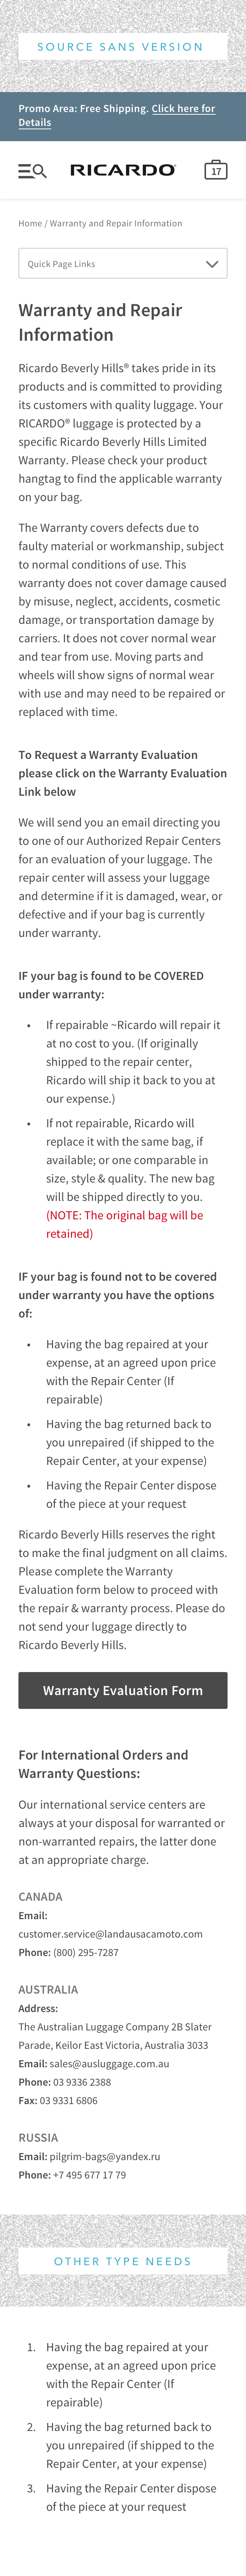 SOURCE SANS VERSION
Promo Area: Free Shipping. Click here for
Details
RICARDO
17
Home / Warranty and Repair Information
Quick Page Links
Warranty and Repair
Information
Ricardo Beverly Hills® takes pride in its
products and is committed to providing
its customers with quality luggage. Your
RICARDO® luggage is protected by a
specific Ricardo Beverly Hills Limited
Warranty. Please check your product
hangtag to find the applicable warranty
on your bag.
The Warranty covers defects due to
faulty material or workmanship, subject
to normal conditions of use. This
warranty does not cover damage caused
by misuse, neglect, accidents, cosmetic
damage, or transportation damage by
carriers. It does not cover normal wear
and tear from use. Moving parts and
wheels will show signs of normal wear
with use and may need to be repaired or
replaced with time.
To Request a Warranty Evaluation
please click on the Warranty Evaluation
Link below
We will send you an email directing you
to one of our Authorized Repair Centers
for an evaluation of your luggage. The
repair center will assess your luggage
and determine if it is damaged, wear, or
defective and if your bag is currently
under warranty.
IF your bag is found to be COVERED
under warranty:
• If repairable ~Ricardo will repair it
at no cost to you. (If originally
shipped to the repair center,
Ricardo will ship it back to you at
our expense.)
• If not repairable, Ricardo will
replace it with the same bag, if
available; or one comparable in
size, style & quality. The new bag
will be shipped directly to you.
(NOTE: The original bag will be
retained)
IF your bag is found not to be covered
under warranty you have the options
of:
• Having the bag repaired at your
expense, at an agreed upon price
with the Repair Center (If
repairable)
• Having the bag returned back to
you unrepaired (if shipped to the
Repair Center, at your expense)
• Having the Repair Center dispose
of the piece at your request
Ricardo Beverly Hills reserves the right
to make the final judgment on all claims.
Please complete the Warranty
Evaluation form below to proceed with
the repair & warranty process. Please do
not send your luggage directly to
Ricardo Beverly Hills.
Warranty Evaluation Form
For International Orders and
Warranty Questions:
Our international service centers are
always at your disposal for warranted or
non-warranted repairs, the latter done
at an appropriate charge.
CANADA
Email:
customer.service@landausacamoto.com
Phone: (800) 295-7287
AUSTRALIA
Address:
The Australian Luggage Company 2B Slater
Parade, Keilor East Victoria, Australia 3033
Email: sales@ausluggage.com.au
Phone: 03 9336 2388
Fax: 03 9331 6806
RUSSIA
Email: pilgrim-bags@yandex.ru
Phone: +7 495 677 17 79
OTHER TYPE NEEDS
1. Having the bag repaired at your
expense, at an agreed upon price
with the Repair Center (If
repairable)
2. Having the bag returned back to
you unrepaired (if shipped to the
Repair Center, at your expense)
3. Having the Repair Center dispose
of the piece at your request